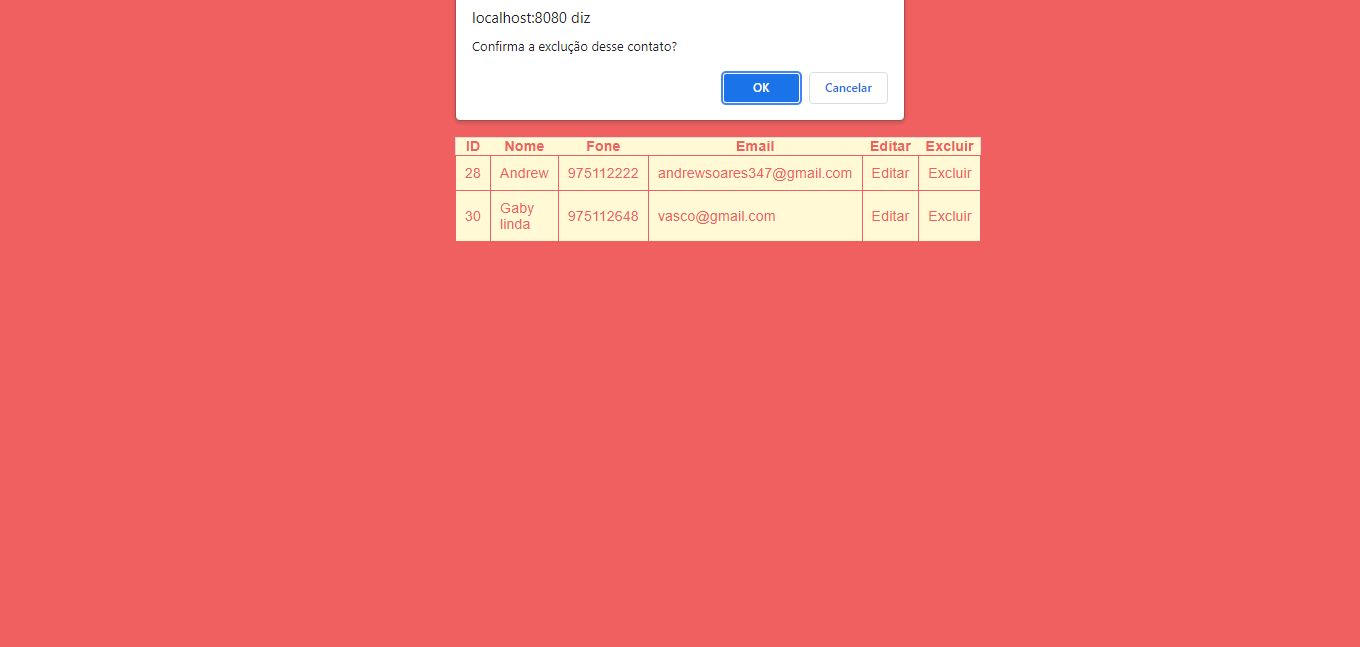 localhost:8080 diz
Confirma a exclução desse contato?
OK Cancelar
ID Nome Fone Email Editar Excluir
28 Andrew 975112222 andrewsoares347@gmail.com Editar Excluir
30 Gaby linda 975112648 vasco@gmail.com Editar Excluir